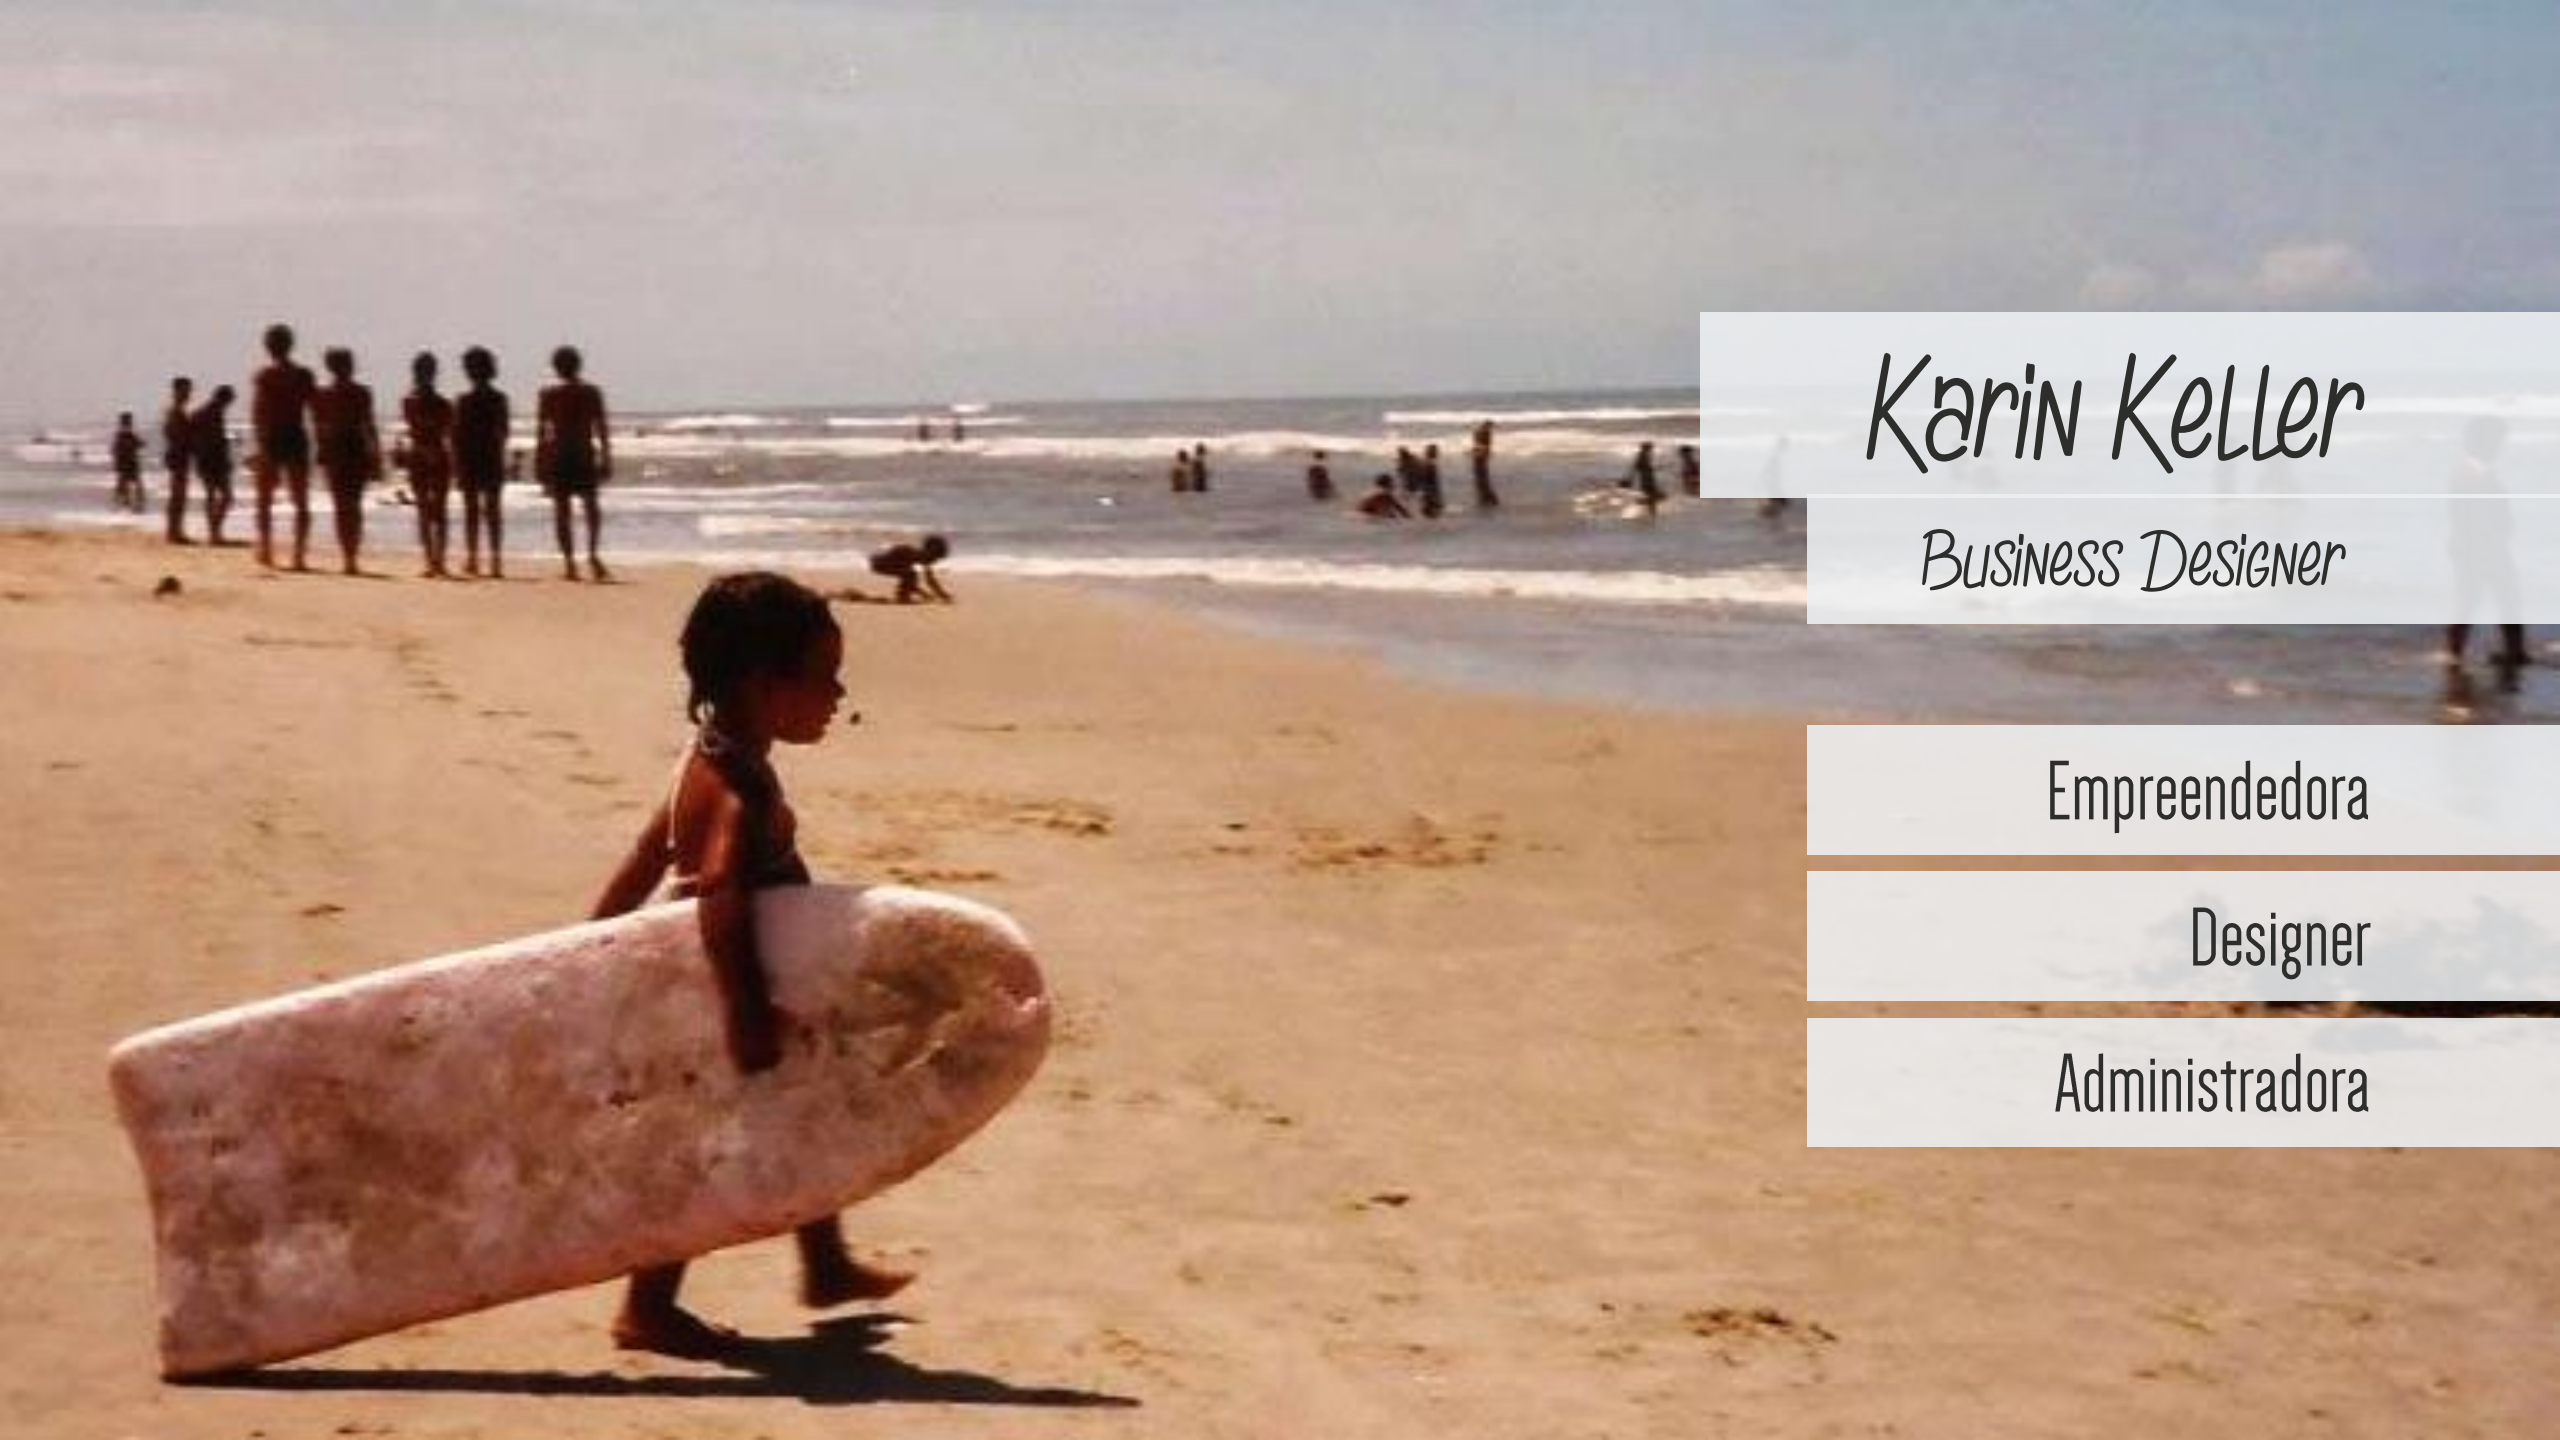 Karin Keller
Business Designer
Empreendedora
Designer
Administradora